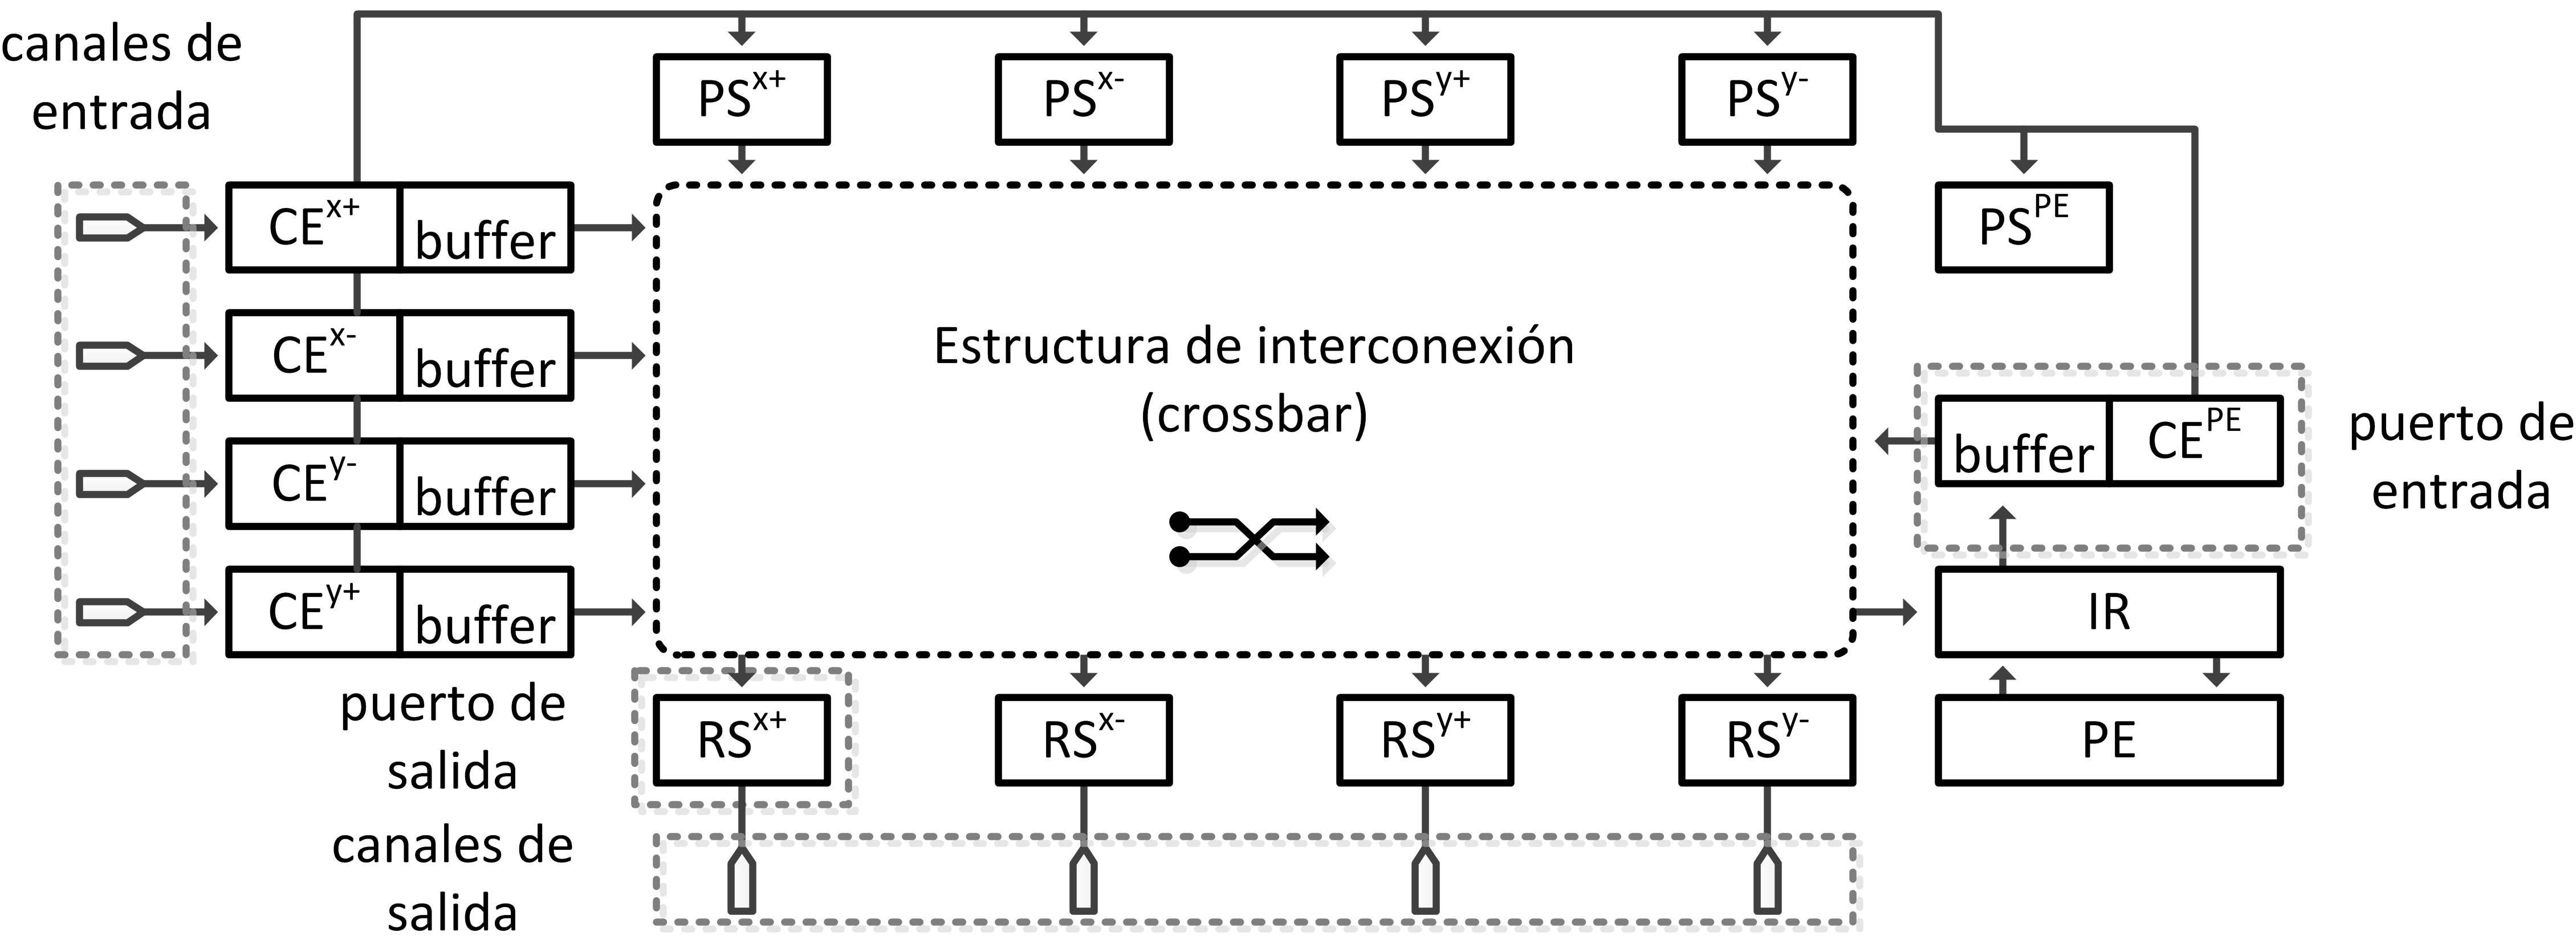 canales de
entrada
PSx+
PSx-
PSy+
PSy-
CEx+
buffer
PSPE
CEx-
buffer
Estructura de interconexión
(crossbar)
CEy-
buffer
buffer
CEPE
puerto de
entrada
CEy+
buffer
IR
puerto de
salida
RSx+
RSx-
RSy+
RSy-
PE
canales de
salida